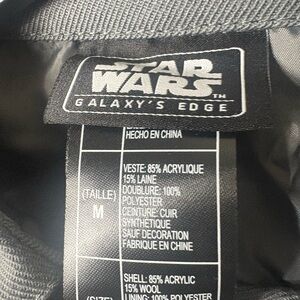 STAR
WARS
TM
GALAXY'S EDGE
HECHO EN CHINA
(TAILLE)
M
VESTE: 85% ACRYLIQUE
15% LAINE
DOUBLURE: 100%
POLYESTER
CEINTURE: CUIR
SYNTHÉTIQUE
SAUF DÉCORATION
FABRIQUÉ EN CHINE
SHELL: 85% ACRYLIC
15% WOOL
LINING: 100% POLYESTER